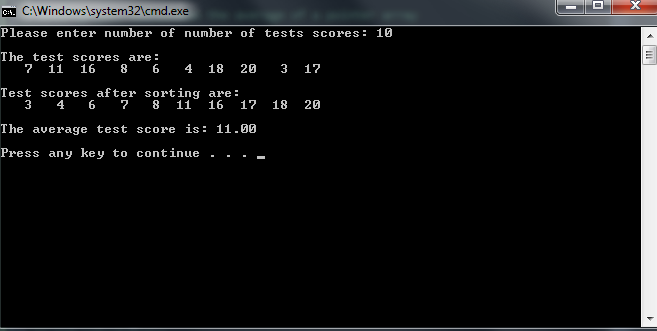 C:\Windows\system32\cmd.exe
Please enter number of number of tests scores: 10
The test scores are:
7 11 16 8 6 4 18 20 3 17
Test scores after sorting are:
3 4 6 7 8 11 16 17 18 20
The average test score is: 11.00
Press any key to continue . . . _